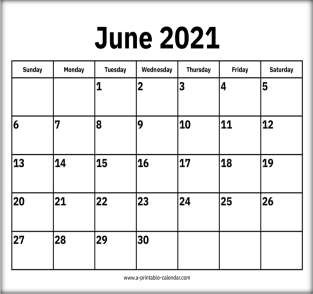 June 2021
Sunday Monday Tuesday Wednesday Thursday Friday Saturday
1 2 3 4 5
6 7 8 9 10 11 12
13 14 15 16 17 18 19
20 21 22 23 24 25 26
27 28 29 30
www.a-printable-calendar.com